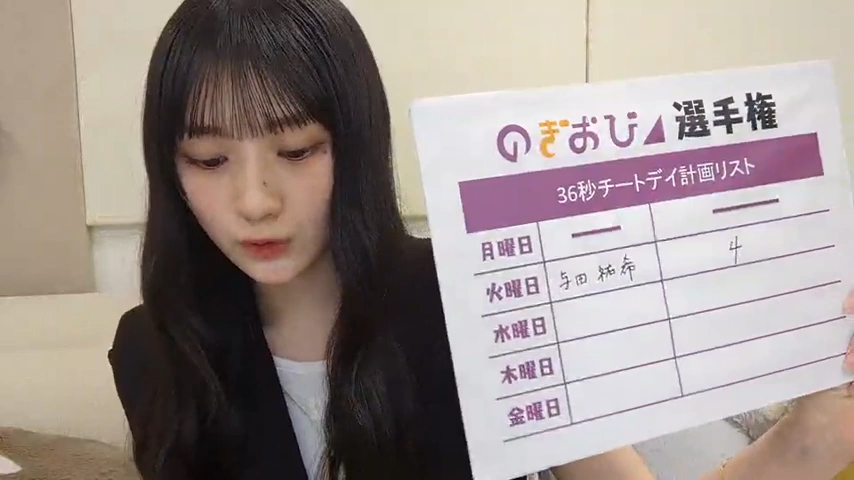 のぎおび 選手権
36秒チートデイ計画リスト
月曜日 ー ー
火曜日 与田祐希 4
水曜日
木曜日
金曜日